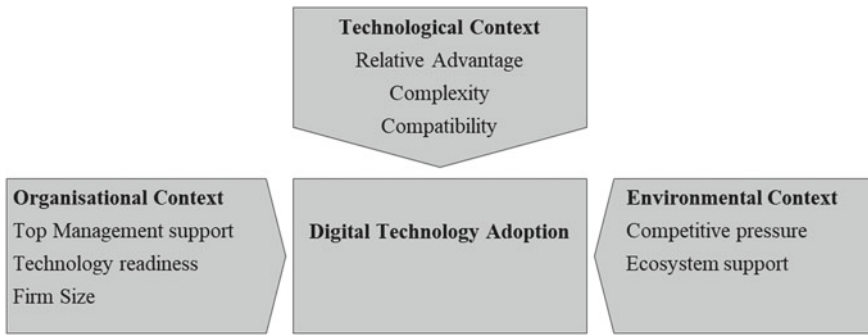 Technological Context
Relative Advantage
Complexity
Compatibility
Organisational Context
Top Management support
Technology readiness
Firm Size
Digital Technology Adoption
Environmental Context
Competitive pressure
Ecosystem support